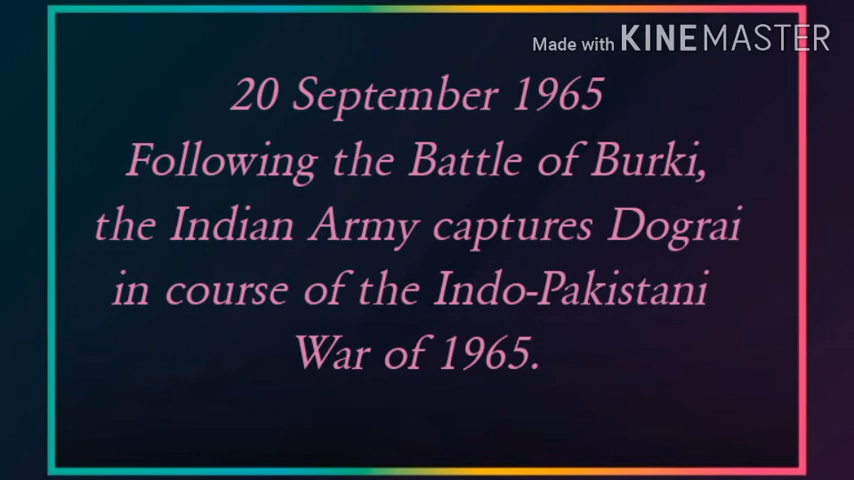 Made with KINEMASTER
20 September 1965
Following the Battle of Burki,
the Indian Army captures Dograi
in course of the Indo-Pakistani
War of 1965.